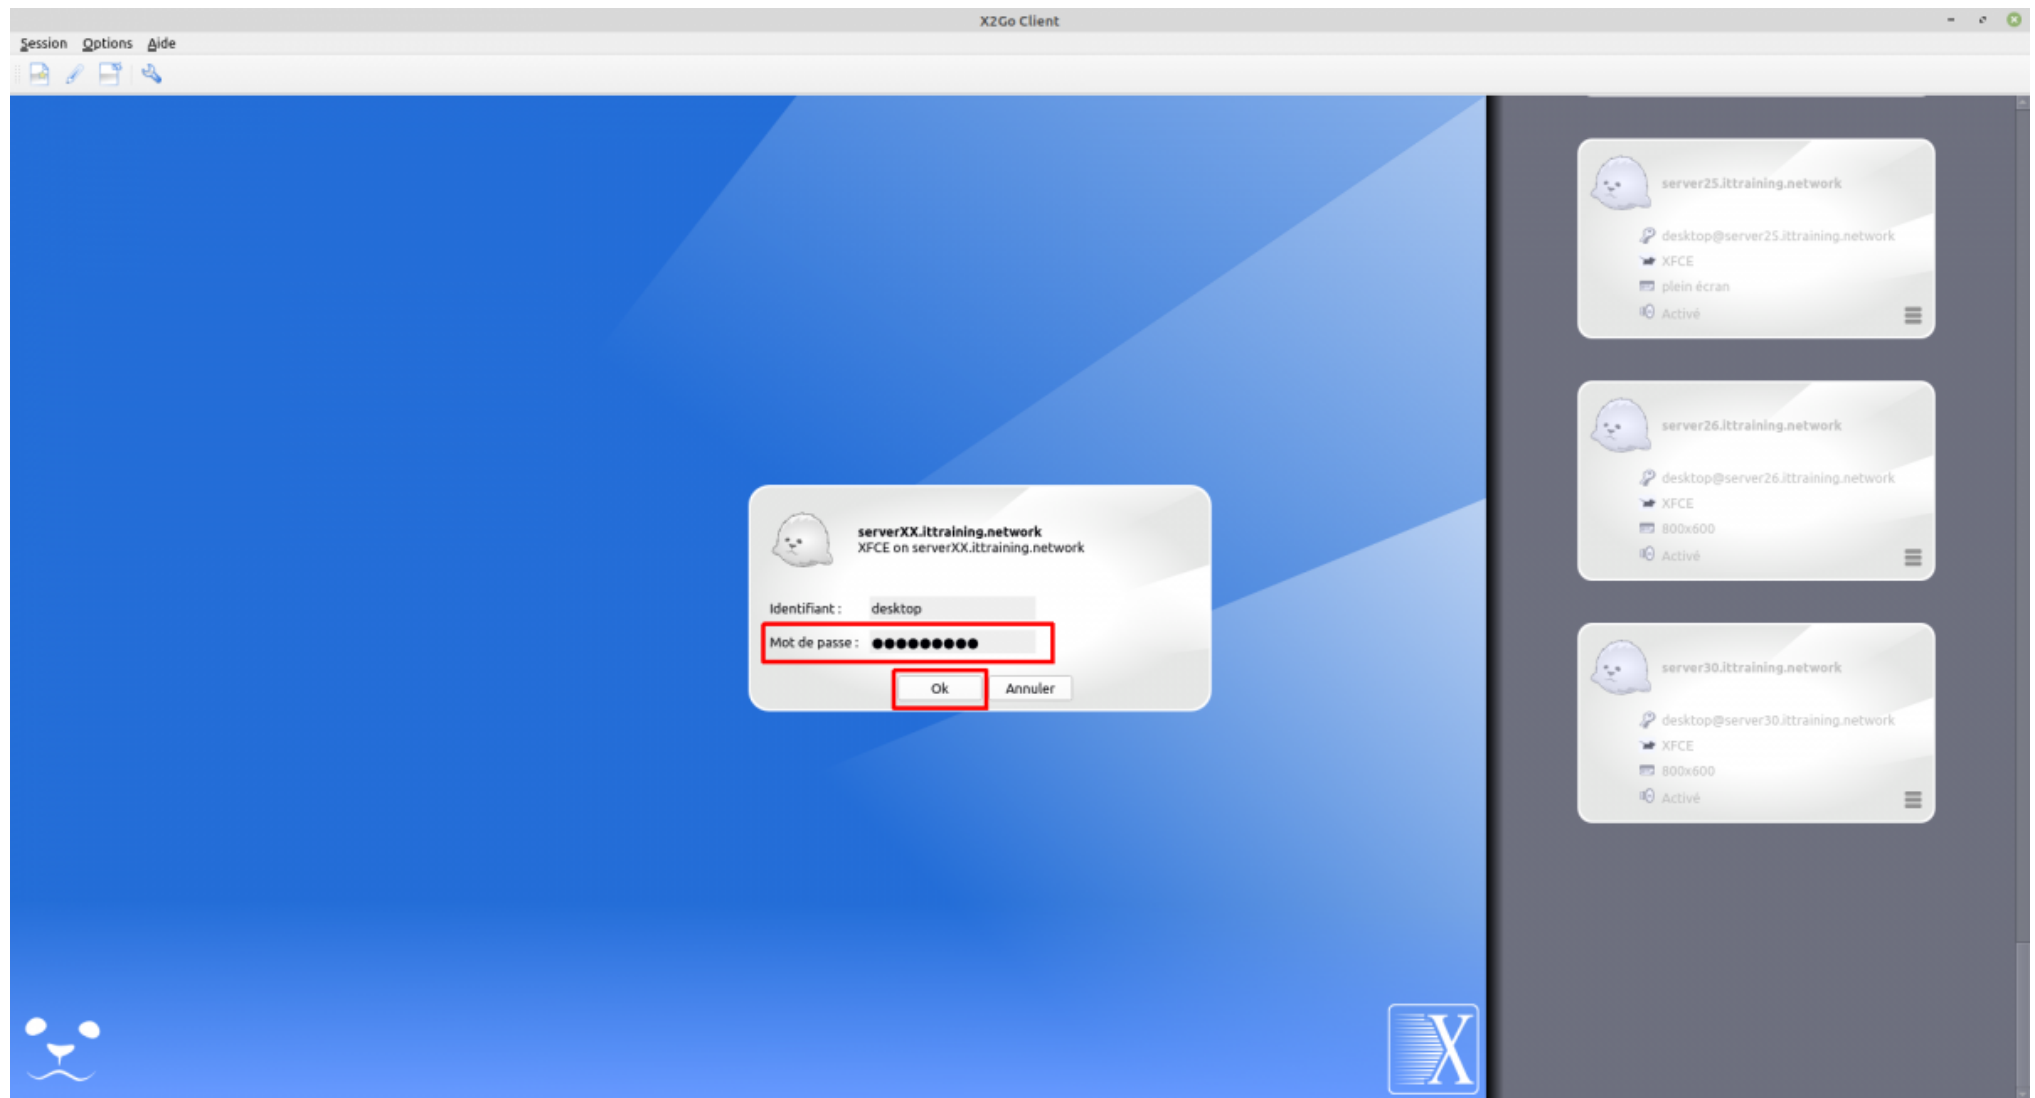 X2Go Client
Session Options Aide
serverXX.ittraining.network
XFCE on serverXX.ittraining.network
Identifiant : desktop
Mot de passe : ●●●●●●●●●
Ok Annuler
server25.ittraining.network
desktop@server25.ittraining.network
XFCE
plein écran
Activé
server26.ittraining.network
desktop@server26.ittraining.network
XFCE
800x600
Activé
server30.ittraining.network
desktop@server30.ittraining.network
XFCE
800x600
Activé
X